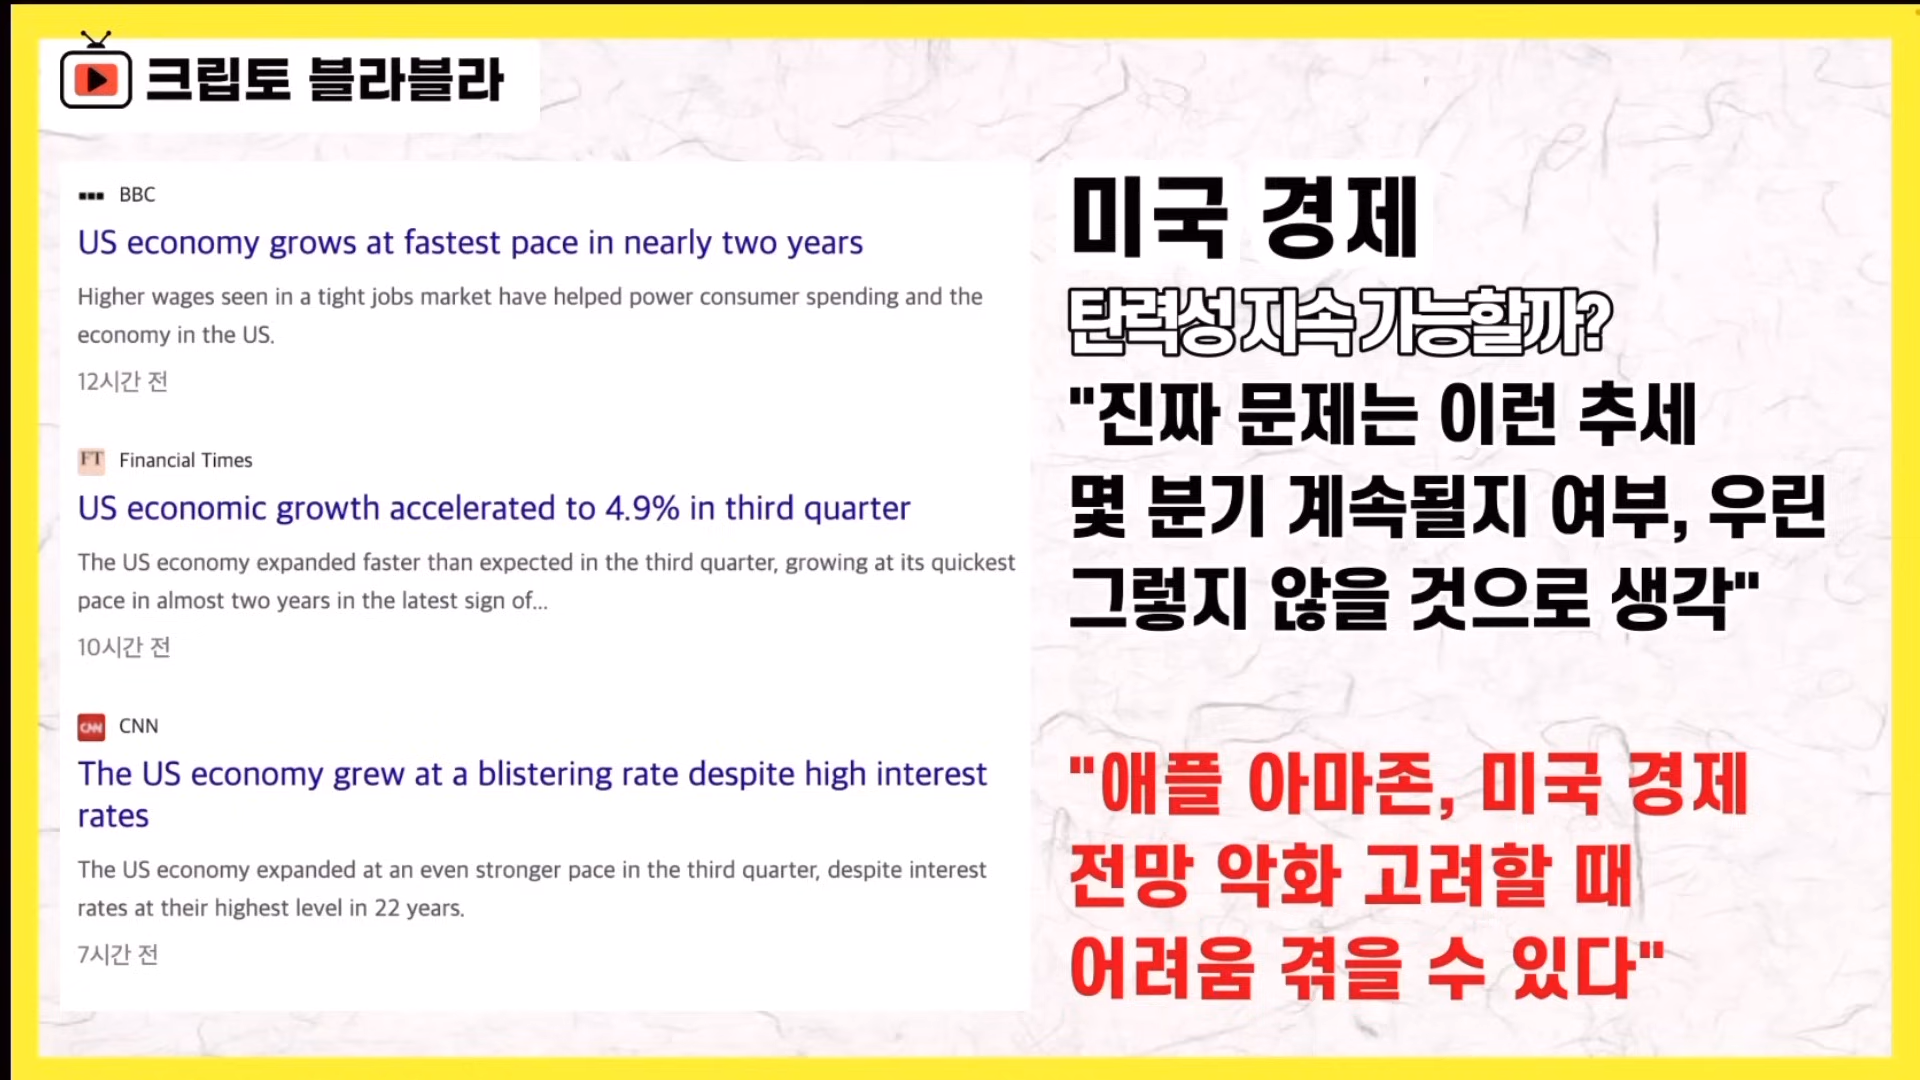 크립토 블라블라
BBC
US economy grows at fastest pace in nearly two years
Higher wages seen in a tight jobs market have helped power consumer spending and the
economy in the US.
12시간 전
FT Financial Times
US economic growth accelerated to 4.9% in third quarter
The US economy expanded faster than expected in the third quarter, growing at its quickest
pace in almost two years in the latest sign of...
10시간 전
CNN CNN
The US economy grew at a blistering rate despite high interest
rates
The US economy expanded at an even stronger pace in the third quarter, despite interest
rates at their highest level in 22 years.
7시간 전
미국 경제
탄력성 지속 가능할까?
"진짜 문제는 이런 추세
몇 분기 계속될지 여부, 우린
그렇지 않을 것으로 생각"
"애플 아마존, 미국 경제
전망 악화 고려할 때
어려움 겪을 수 있다"